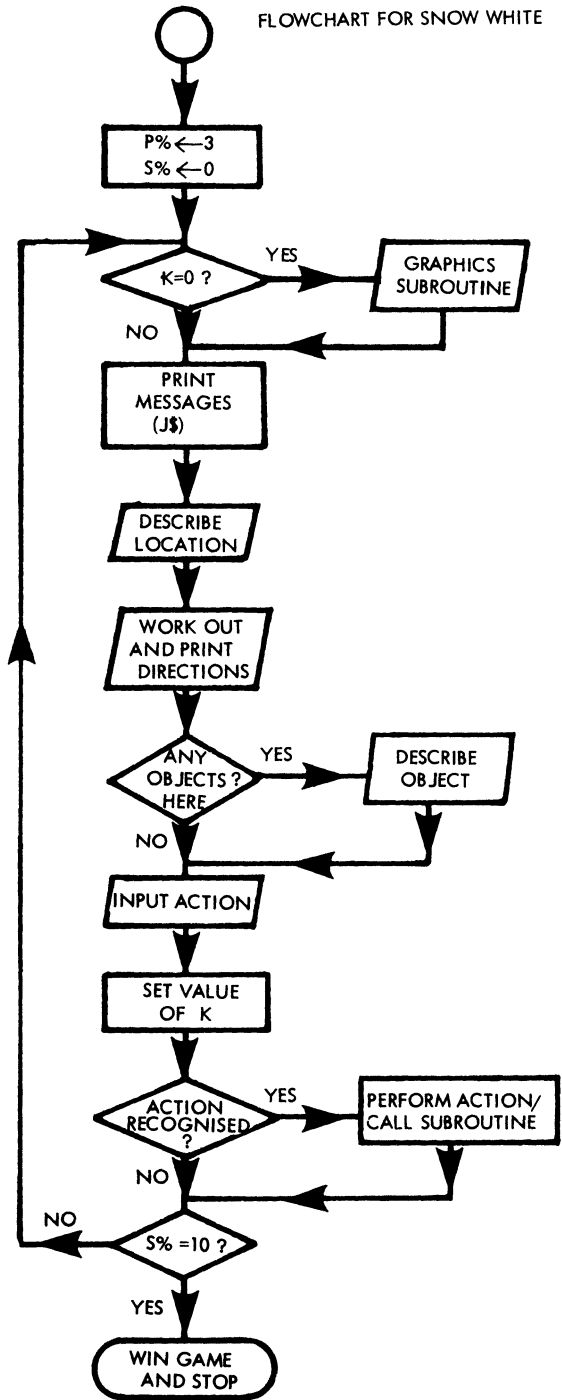 FLOWCHART FOR SNOW WHITE
P% ←3
S% ←0
K=0 ?
YES
GRAPHICS
SUBROUTINE
NO
PRINT
MESSAGES
(J$)
DESCRIBE
LOCATION
WORK OUT
AND PRINT
DIRECTIONS
ANY
OBJECTS ?
HERE
YES
DESCRIBE
OBJECT
NO
INPUT ACTION
SET VALUE
OF K
ACTION
RECOGNISED
?
YES
PERFORM ACTION/
CALL SUBROUTINE
NO
S% =10 ?
NO
YES
WIN GAME
AND STOP